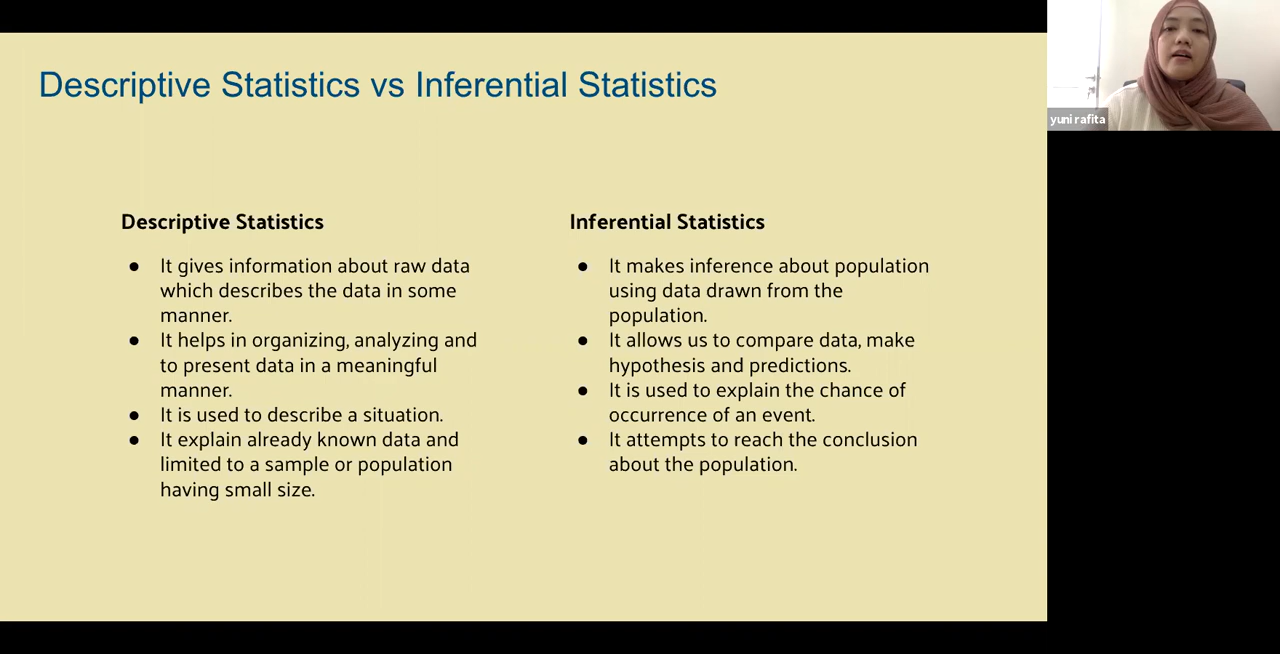 Descriptive Statistics vs Inferential Statistics
yuni rafita
Descriptive Statistics
● It gives information about raw data
which describes the data in some
manner.
● It helps in organizing, analyzing and
to present data in a meaningful
manner.
● It is used to describe a situation.
● It explain already known data and
limited to a sample or population
having small size.
Inferential Statistics
● It makes inference about population
using data drawn from the
population.
● It allows us to compare data, make
hypothesis and predictions.
● It is used to explain the chance of
occurrence of an event.
● It attempts to reach the conclusion
about the population.